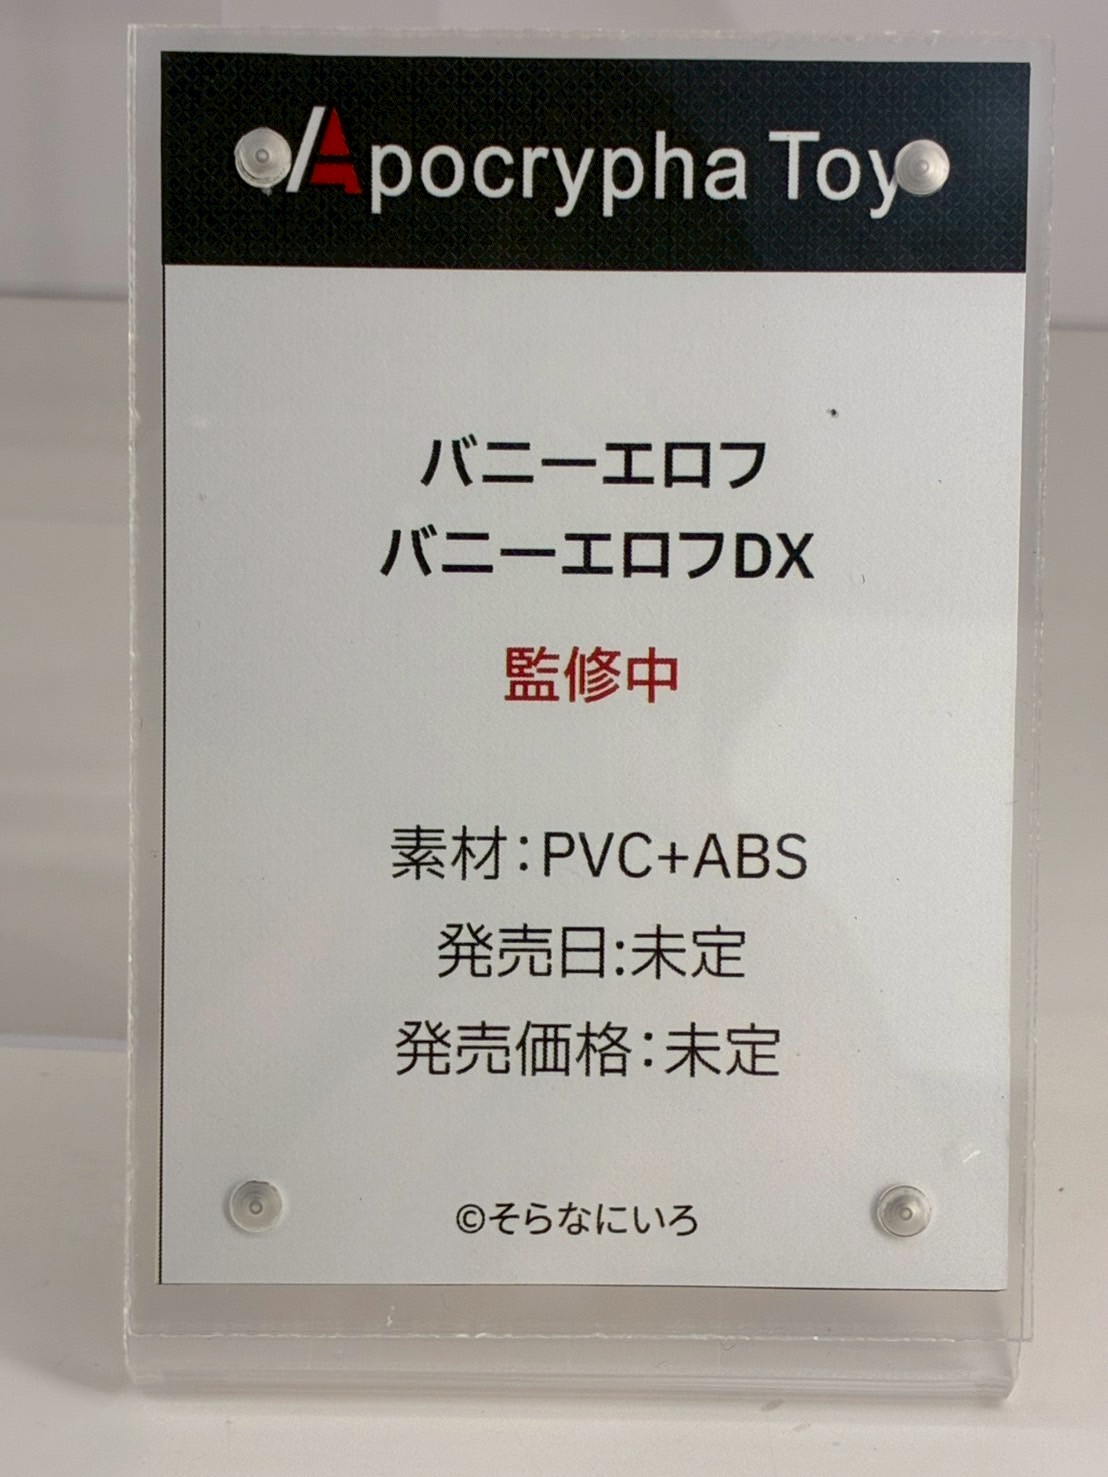 Apocrypha Toy
バニーエロフ
バニーエロフDX
監修中
素材：PVC+ABS
発売日:未定
発売価格：未定
©そらなにいろ